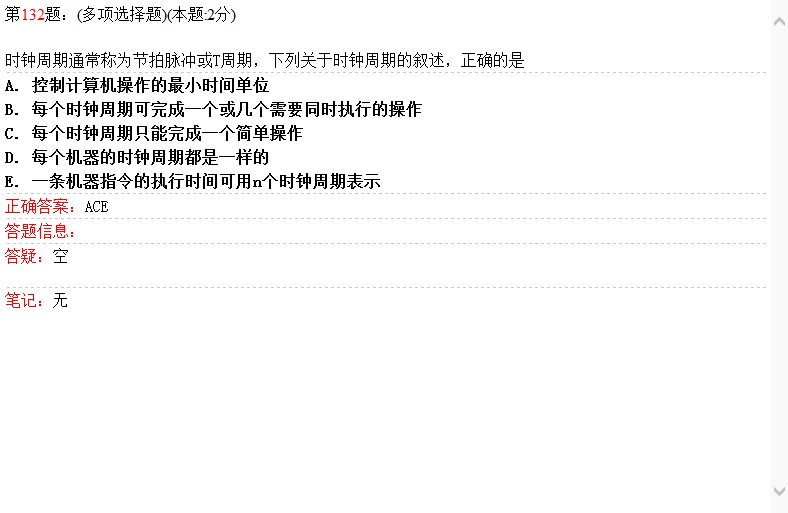 第132题：(多项选择题)(本题:2分)
时钟周期通常称为节拍脉冲或T周期，下列关于时钟周期的叙述，正确的是
A. 控制计算机操作的最小时间单位
B. 每个时钟周期可完成一个或几个需要同时执行的操作
C. 每个时钟周期只能完成一个简单操作
D. 每个机器的时钟周期都是一样的
E. 一条机器指令的执行时间可用n个时钟周期表示
正确答案：ACE
答题信息：
答疑：空
笔记：无